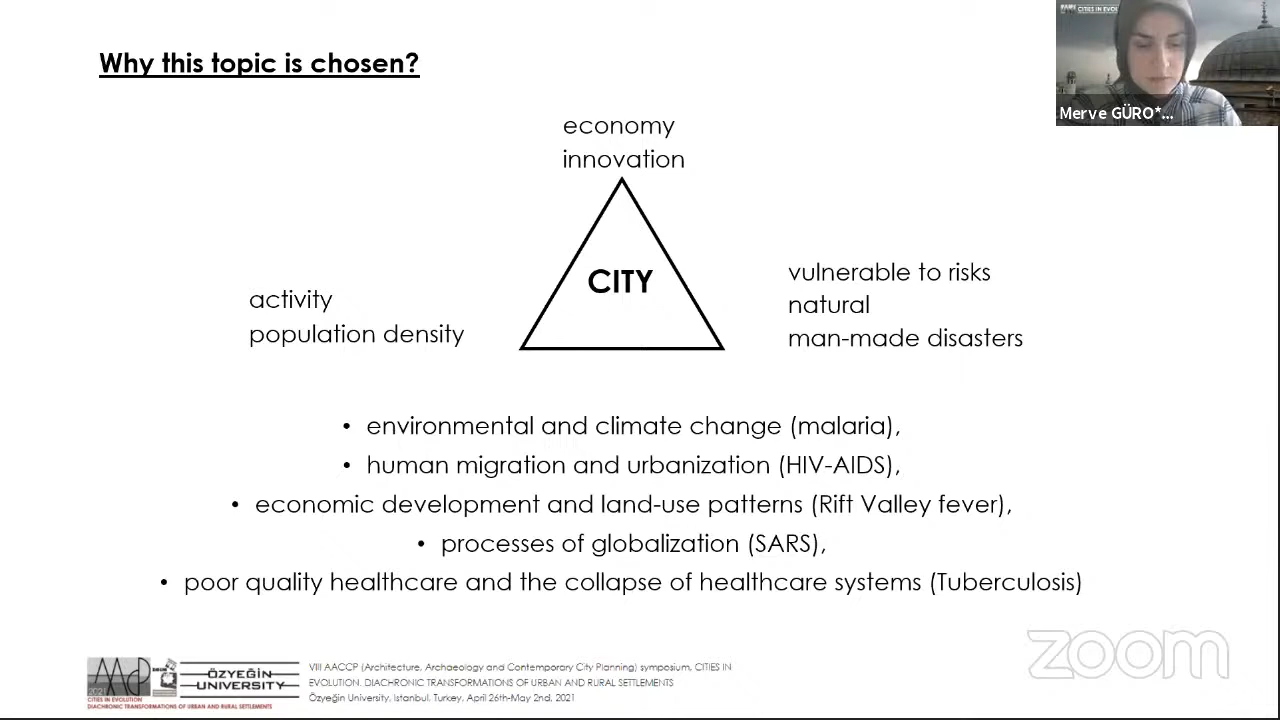 Why this topic is chosen?
CITIES IN EVOL
Merve GÜRO*...
economy
innovation
CITY
activity
population density
vulnerable to risks
natural
man-made disasters
• environmental and climate change (malaria),
• human migration and urbanization (HIV-AIDS),
• economic development and land-use patterns (Rift Valley fever),
• processes of globalization (SARS),
• poor quality healthcare and the collapse of healthcare systems (Tuberculosis)
zoom
2021
CITIES IN EVOLUTION
DIACHRONIC TRANSFORMATIONS OF URBAN AND RURAL SETTLEMENTS
ÖZYEĞİN
UNIVERSITY
VIII AACCP (Architecture, Archaeology and Contemporary City Planning) symposium, CITIES IN
EVOLUTION. DIACHRONIC TRANSFORMATIONS OF URBAN AND RURAL SETTLEMENTS
Özyeğin University, Istanbul, Turkey, April 26th-May 2nd, 2021